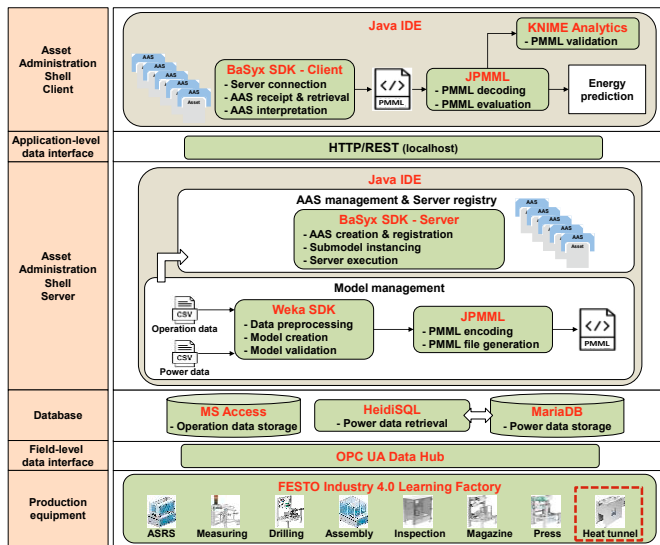 Asset
Administration
Shell
Client
Java IDE
KNIME Analytics
- PMML validation
AAS
AAS
AAS
AAS
AAS
AAS
Asset
BaSyx SDK - Client
- Server connection
- AAS receipt & retrieval
- AAS interpretation
</>
PMML
JPMML
- PMML decoding
- PMML evaluation
Energy
prediction
Application-level
data interface
HTTP/REST (localhost)
Asset
Administration
Shell
Server
Java IDE
AAS management & Server registry
BaSyx SDK - Server
- AAS creation & registration
- Submodel instancing
- Server execution
AAS
AAS
AAS
AAS
AAS
Asset
Model management
CSV
Operation data
CSV
Power data
Weka SDK
- Data preprocessing
- Model creation
- Model validation
JPMML
- PMML encoding
- PMML file generation
</>
PMML
Database
MS Access
- Operation data storage
HeidiSQL
- Power data retrieval
MariaDB
- Power data storage
Field-level
data interface
OPC UA Data Hub
Production
equipment
FESTO Industry 4.0 Learning Factory
ASRS
Measuring
Drilling
Assembly
Inspection
Magazine
Press
Heat tunnel